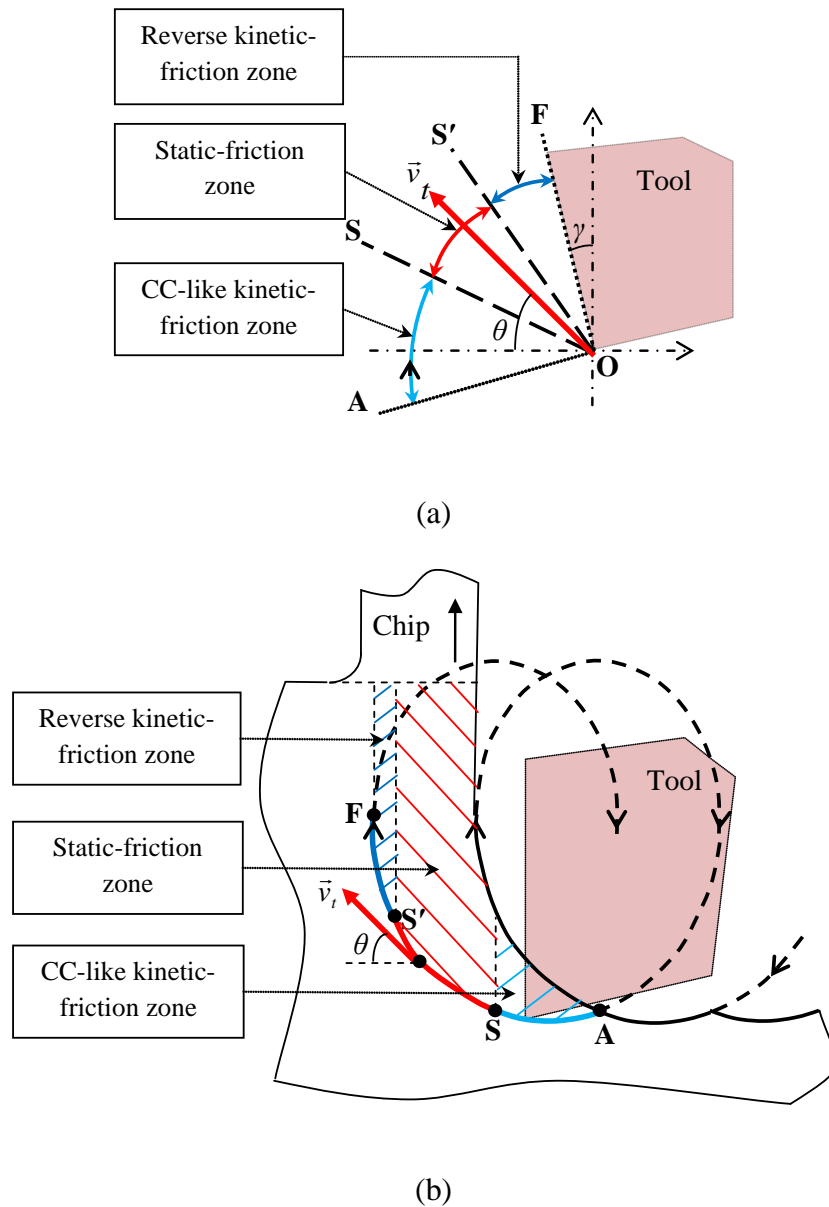 Reverse kinetic-
friction zone
Static-friction
zone
CC-like kinetic-
friction zone
F
S′
v⃗t
S
A
θ
γ
Tool
O
(a)
Chip
Reverse kinetic-
friction zone
Tool
F
Static-friction
zone
v⃗t
S′
θ
CC-like kinetic-
friction zone
S
A
(b)